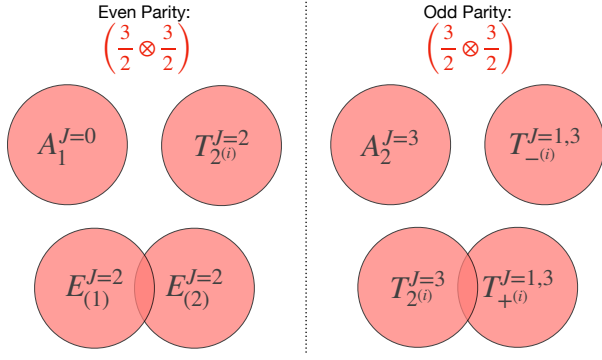 Even Parity:
(3/2 ⊗ 3/2)
Odd Parity:
(3/2 ⊗ 3/2)
A_1^{J=0}
T_{2^{(i)}}^{J=2}
A_2^{J=3}
T_{-^{(i)}}^{J=1,3}
E_{(1)}^{J=2}
E_{(2)}^{J=2}
T_{2^{(i)}}^{J=3}
T_{+^{(i)}}^{J=1,3}